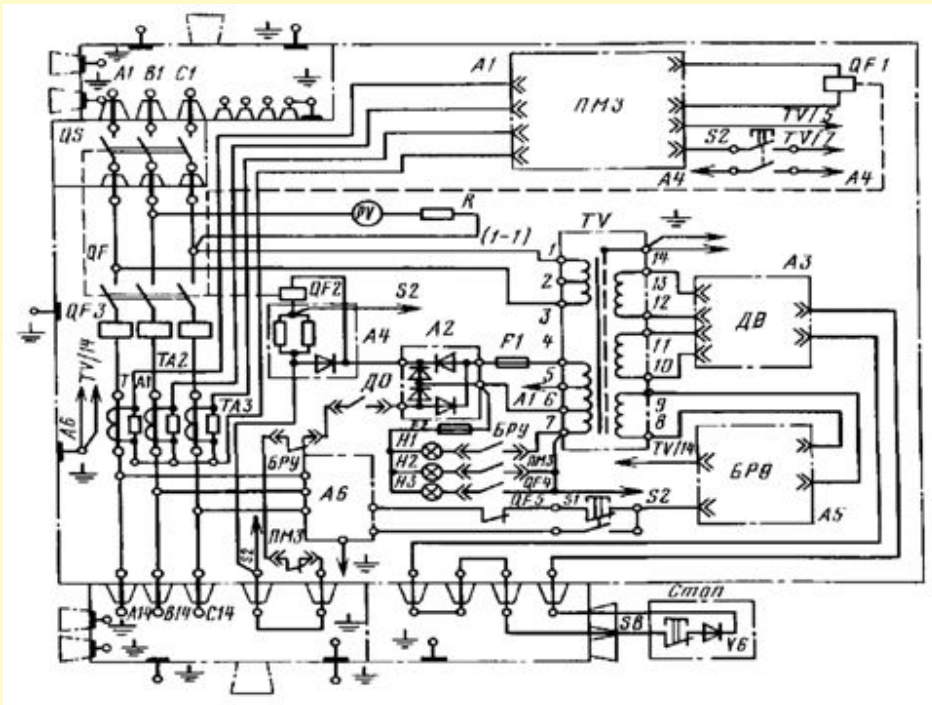 A1 B1 C1
A1
ПМЗ
QF1
TV/5
S2
TV/7
A4
A4
QS
PV
R
(1-1)
TV
QF
1
2
3
4
5
6
7
14
13
12
11
10
9
8
A3
ДВ
QF2
S2
QF3
A4
A2
F1
ДО
A1
TV/14
A6
TA2
TA3
БРУ
H1
H2
H3
БРУ
ПМЗ
QF4
TV/14
A5
A6
QF5
S1
S2
S2
ПМЗ
A14 B14 C14
Стоп
SB
V6